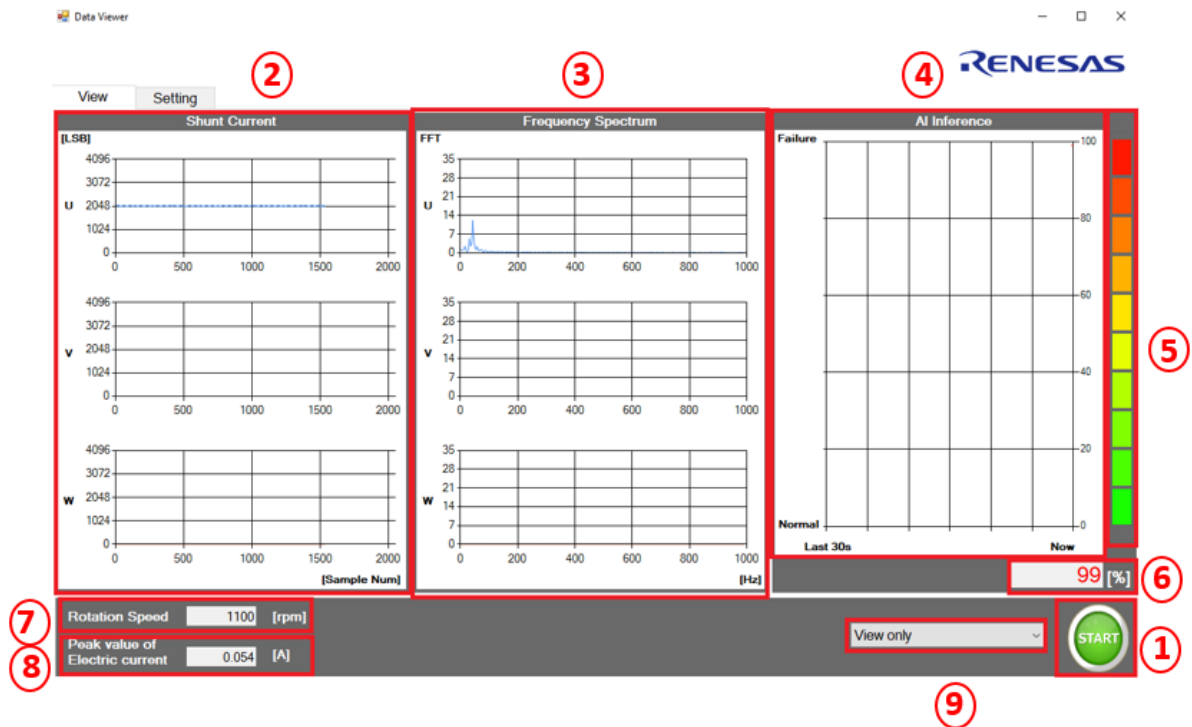 Data Viewer
RENESAS
② ③ ④
View Setting
Shunt Current
[LSB]
4096
3072
U 2048
1024
0
0 500 1000 1500 2000
4096
3072
V 2048
1024
0
0 500 1000 1500 2000
4096
3072
W 2048
1024
0
0 500 1000 1500 2000
[Sample Num]
Frequency Spectrum
FFT
35
28
21
U
14
7
0
0 200 400 600 800 1000
35
28
21
V 14
7
0
0 200 400 600 800 1000
35
28
21
W 14
7
0
0 200 400 600 800 1000
[Hz]
AI Inference
Failure
100
80
60
40
20
Normal 0
Last 30s Now
⑤
99 [%] ⑥
⑦ Rotation Speed 1100 [rpm]
⑧ Peak value of
Electric current 0.054 [A]
View only
START ①
⑨